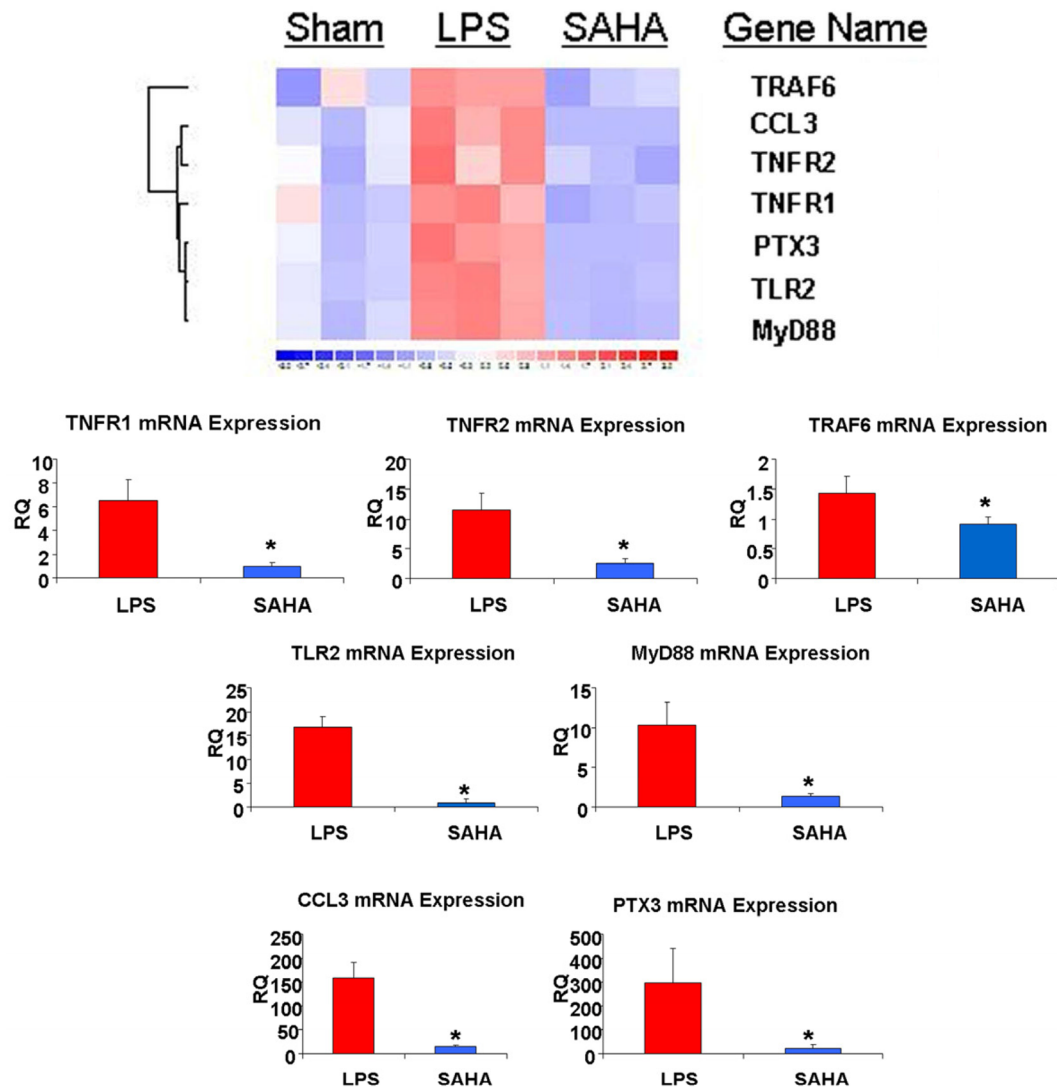 Sham LPS SAHA Gene Name
TRAF6
CCL3
TNFR2
TNFR1
PTX3
TLR2
MyD88
TNFR1 mRNA Expression
10
8
6
4
2
0
RQ
*
LPS SAHA
TNFR2 mRNA Expression
20
15
10
5
0
RQ
*
LPS SAHA
TRAF6 mRNA Expression
2
1.5
1
0.5
0
RQ
*
LPS SAHA
TLR2 mRNA Expression
25
20
15
10
5
0
RQ
*
LPS SAHA
MyD88 mRNA Expression
15
10
5
0
RQ
*
LPS SAHA
CCL3 mRNA Expression
250
200
150
100
50
0
RQ
*
LPS SAHA
PTX3 mRNA Expression
500
400
300
200
100
0
RQ
*
LPS SAHA